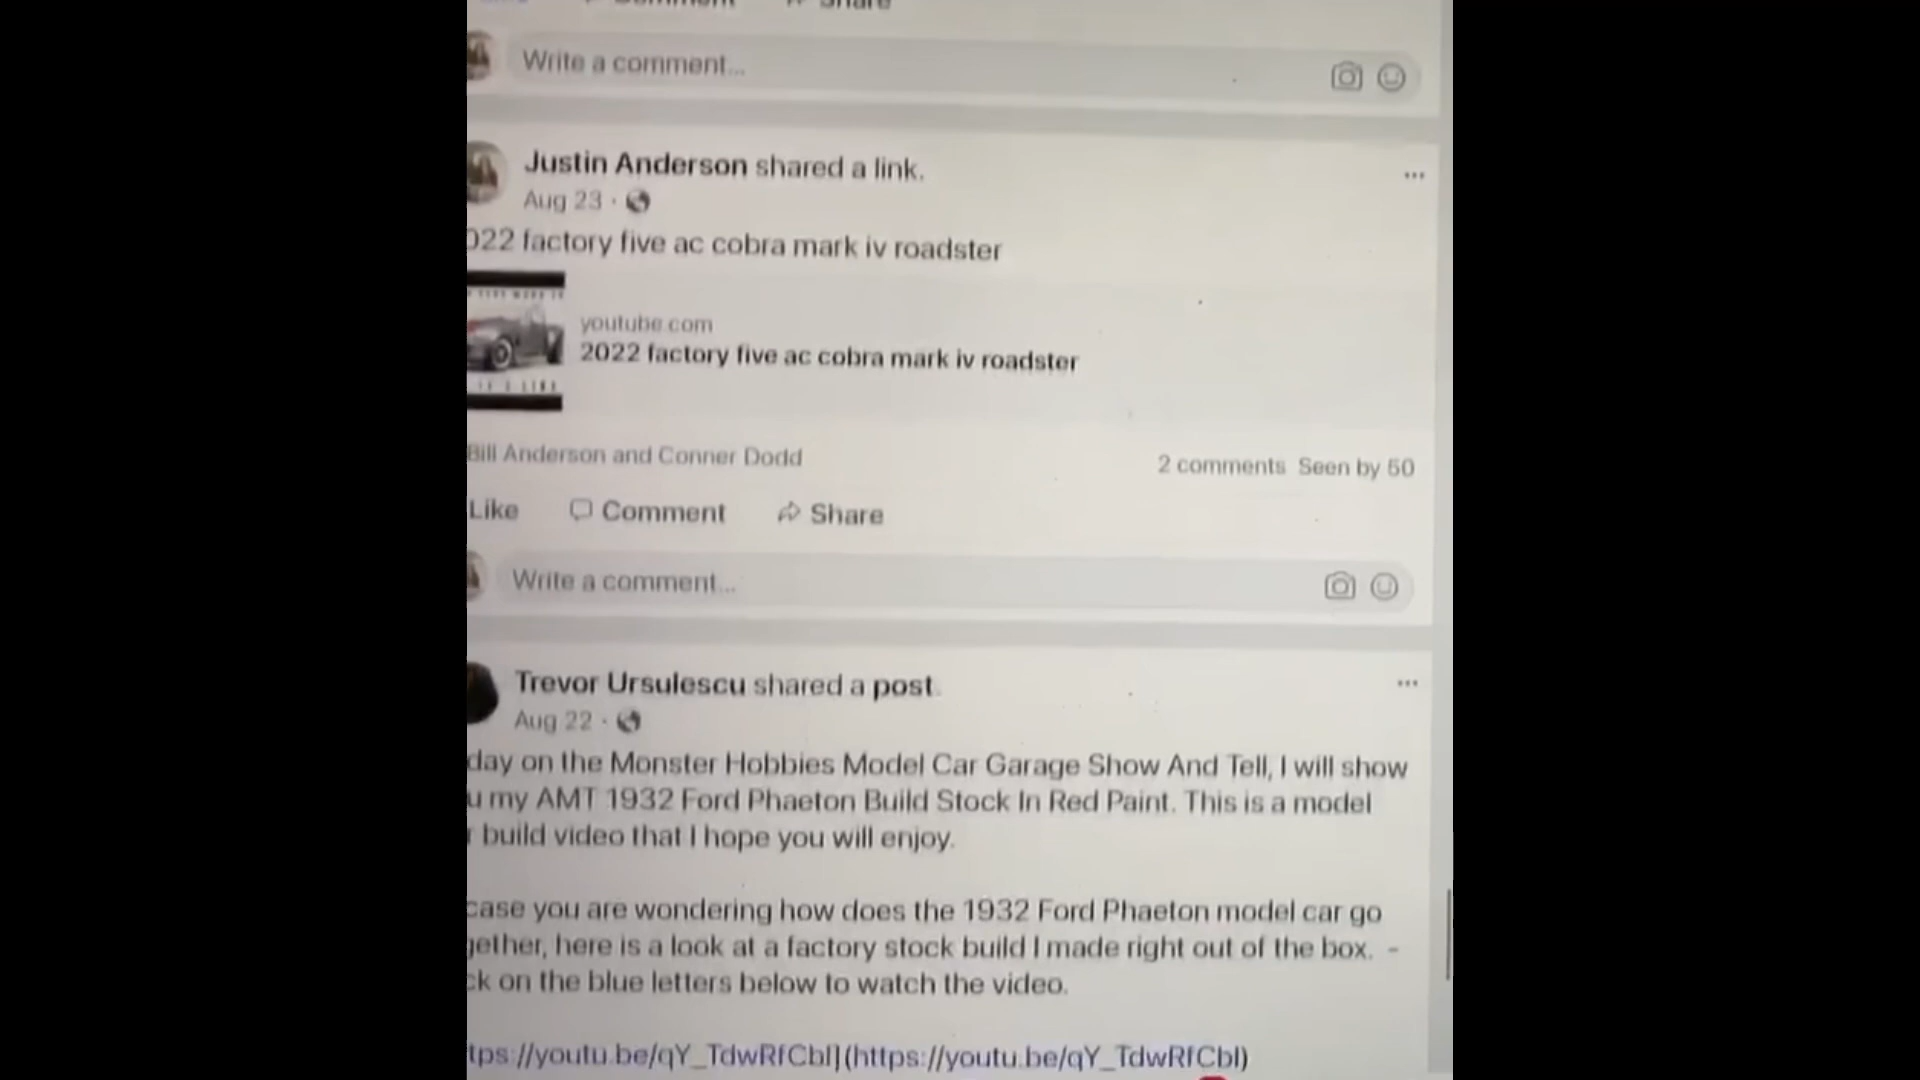 Comment Share
Write a comment...
Justin Anderson shared a link.
Aug 23 ·
022 factory five ac cobra mark iv roadster
youtube.com
2022 factory five ac cobra mark iv roadster
Bill Anderson and Conner Dodd
2 comments Seen by 50
Like Comment Share
Write a comment...
Trevor Ursulescu shared a post.
Aug 22 ·
day on the Monster Hobbies Model Car Garage Show And Tell, I will show
u my AMT 1932 Ford Phaeton Build Stock In Red Paint. This is a model
r build video that I hope you will enjoy.
case you are wondering how does the 1932 Ford Phaeton model car go
gether, here is a look at a factory stock build I made right out of the box. -
ck on the blue letters below to watch the video.
tps://youtu.be/qY_TdwRfCbI](https://youtu.be/qY_TdwRfCbI)